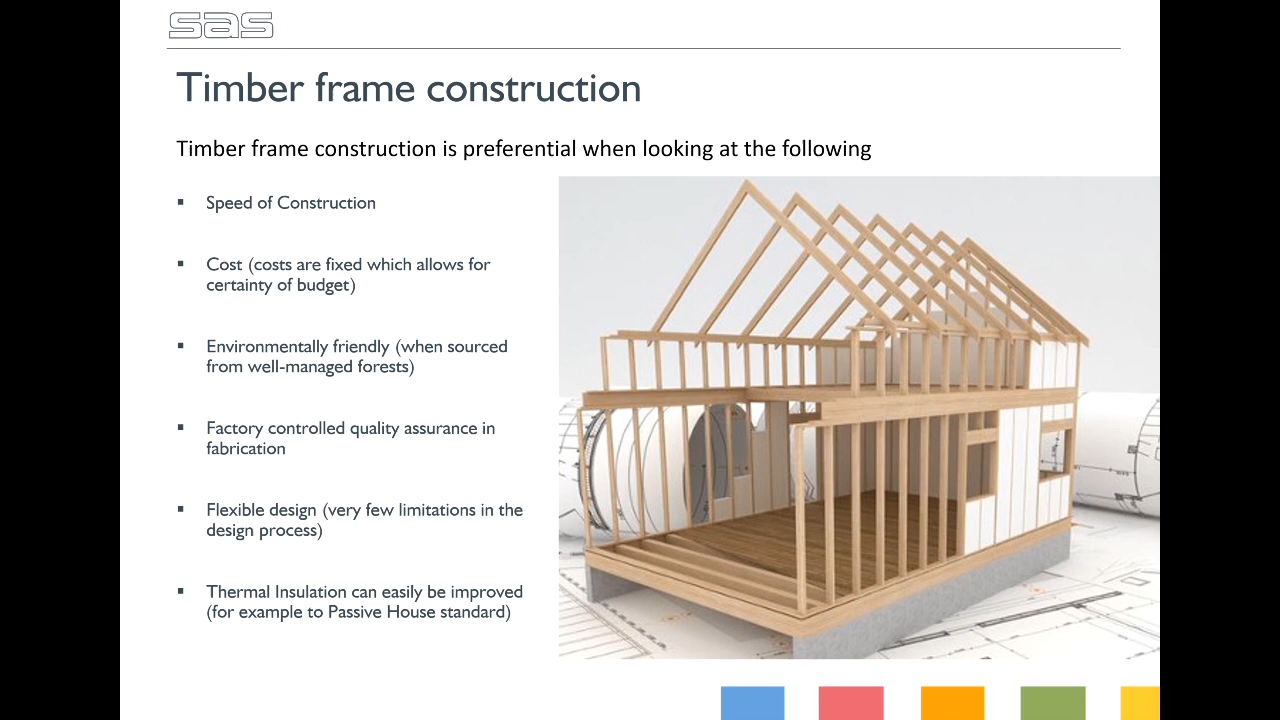 sas
Timber frame construction
Timber frame construction is preferential when looking at the following
▪ Speed of Construction
▪ Cost (costs are fixed which allows for
certainty of budget)
▪ Environmentally friendly (when sourced
from well-managed forests)
▪ Factory controlled quality assurance in
fabrication
▪ Flexible design (very few limitations in the
design process)
▪ Thermal Insulation can easily be improved
(for example to Passive House standard)